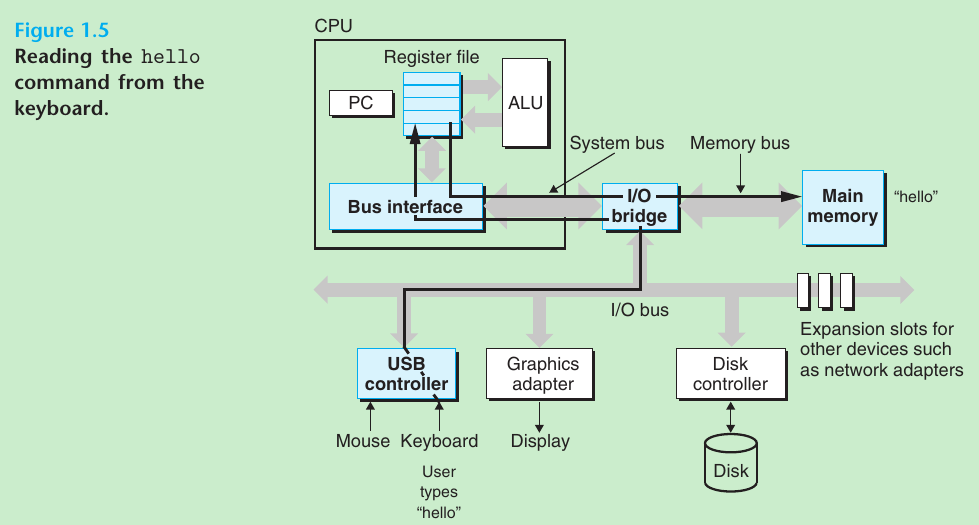 Figure 1.5
Reading the hello
command from the
keyboard.
CPU
Register file
PC
ALU
System bus
Memory bus
Bus interface
I/O
bridge
Main
memory
“hello”
I/O bus
Expansion slots for
other devices such
as network adapters
USB
controller
Graphics
adapter
Disk
controller
Mouse
Keyboard
Display
Disk
User
types
“hello”